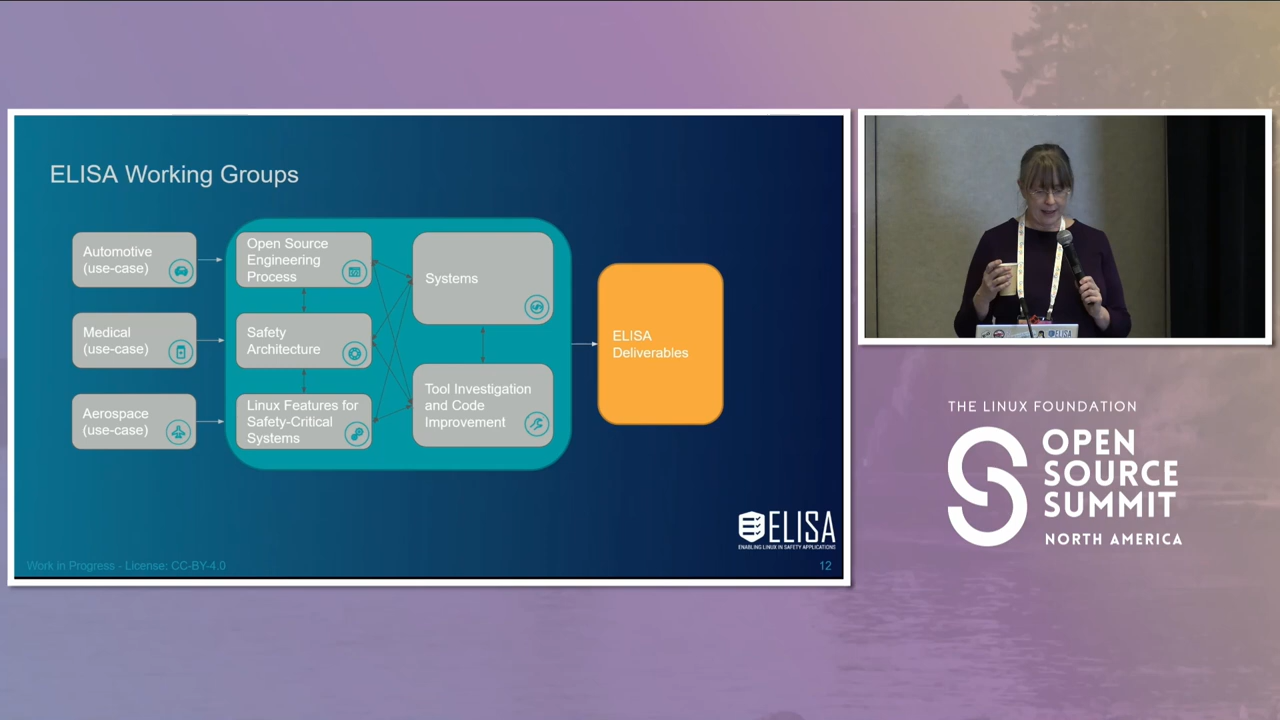 ELISA Working Groups
Automotive
(use-case)
Medical
(use-case)
Aerospace
(use-case)
Open Source
Engineering
Process
Safety
Architecture
Linux Features for
Safety-Critical
Systems
Systems
Tool Investigation
and Code
Improvement
ELISA
Deliverables
ELISA
ENABLING LINUX IN SAFETY APPLICATIONS
Work in Progress - License: CC-BY-4.0
12
ELISA
THE LINUX FOUNDATION
OPEN
SOURCE
SUMMIT
NORTH AMERICA